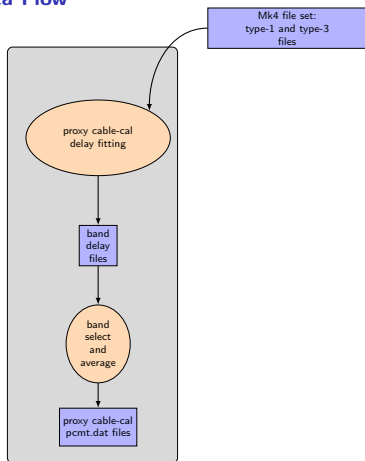 Flow
Mk4 file set:
type-1 and type-3
files
proxy cable-cal
delay fitting
band
delay
files
band
select
and
average
proxy cable-cal
pcmt.dat files